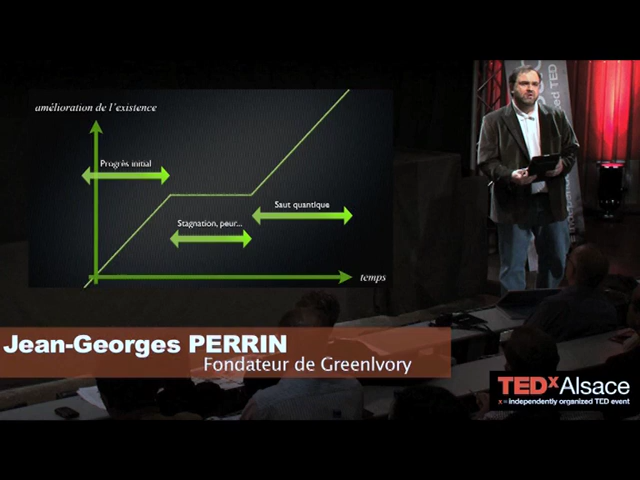 amélioration de l'existence
Progrès initial
Saut quantique
Stagnation, peur...
temps
Jean-Georges PERRIN
Fondateur de GreenIvory
TEDxAlsace
x = independently organized TED event